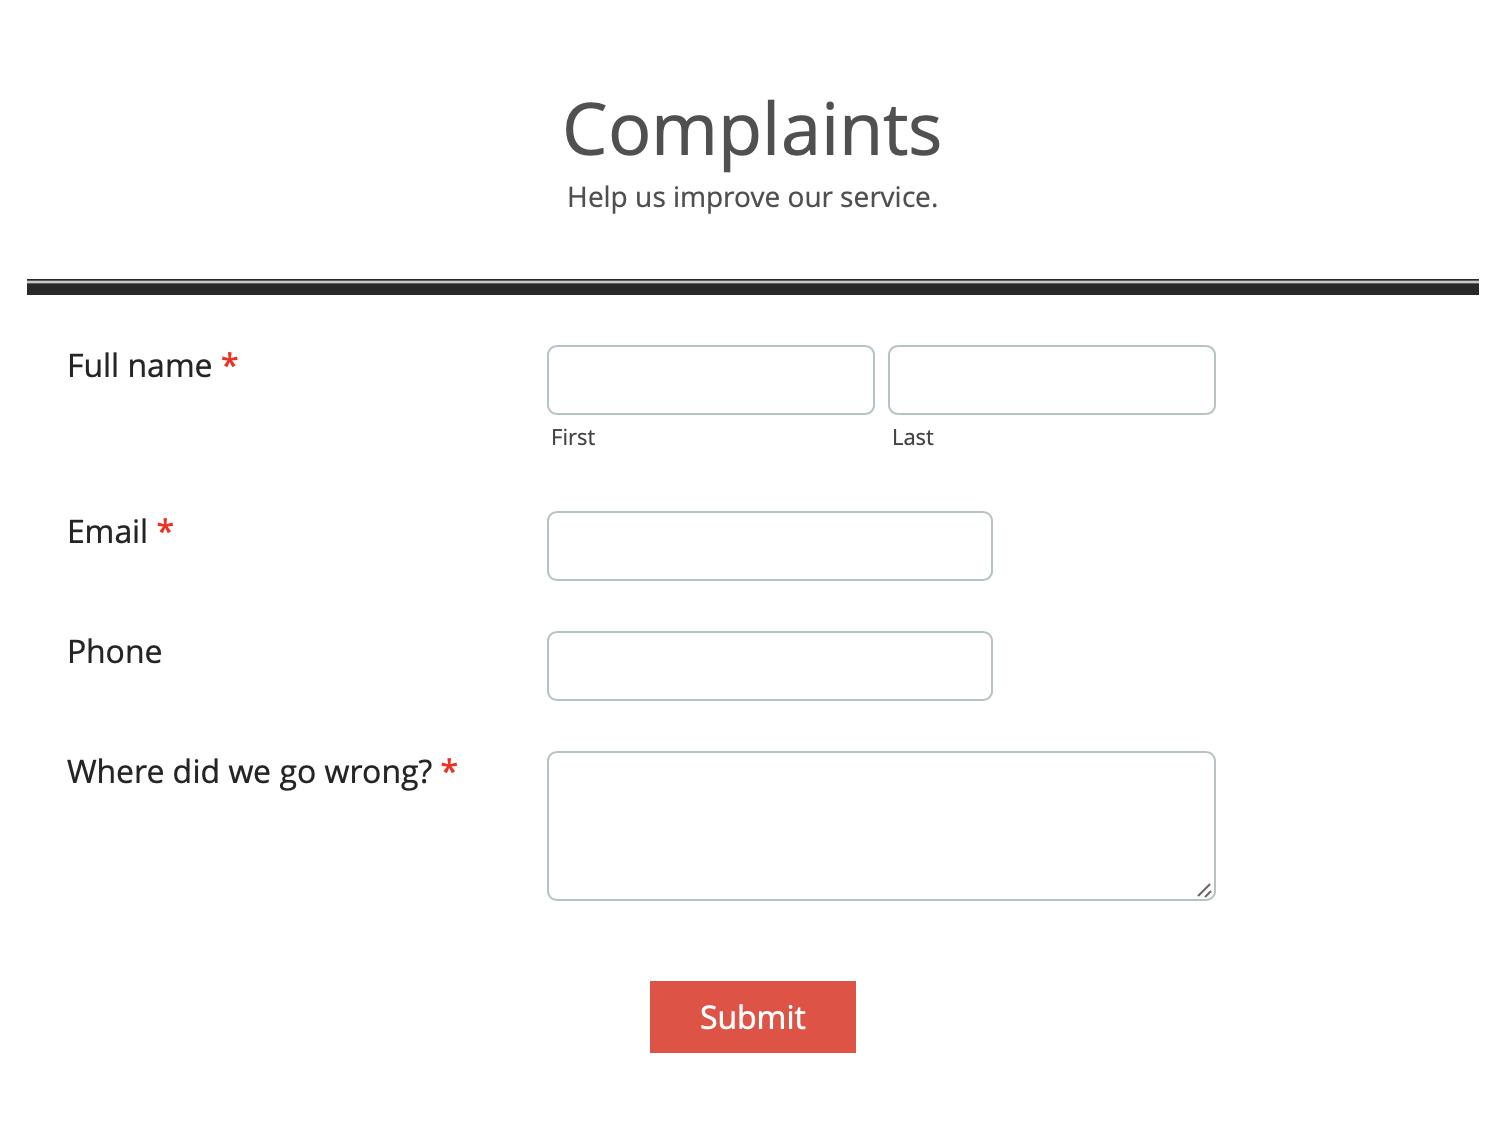 Complaints
Help us improve our service.
Full name *
First
Last
Email *
Phone
Where did we go wrong? *
Submit